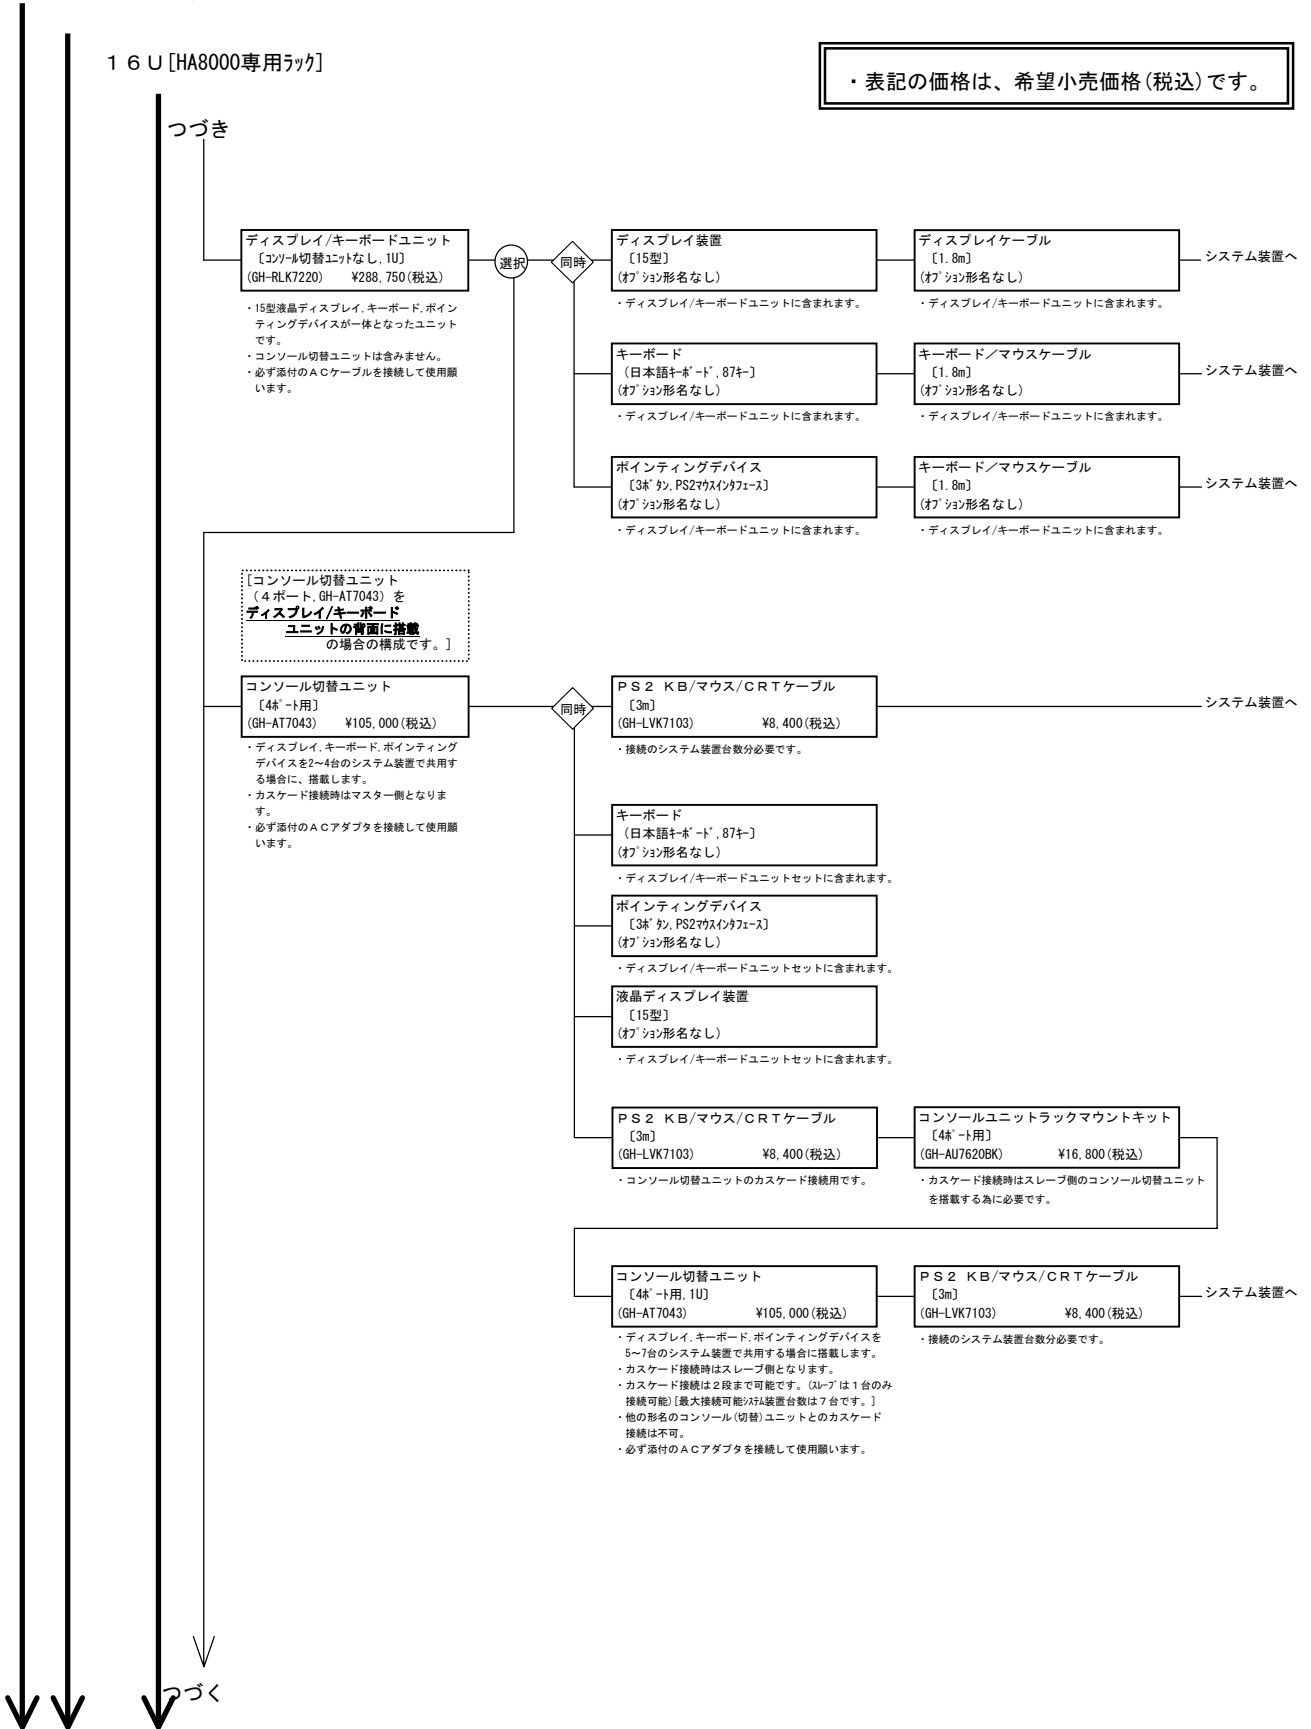 １６Ｕ[HA8000専用ﾗｯｸ]
・表記の価格は、希望小売価格(税込)です。
つづき
ディスプレイ/キーボードユニット
〔ｺﾝｿｰﾙ切替ﾕﾆｯﾄなし,1U〕
(GH-RLK7220) ¥288,750(税込)
・15型液晶ディスプレイ,キーボード,ポイン
ティングデバイスが一体となったユニット
です。
・コンソール切替ユニットは含みません。
・必ず添付のＡＣケーブルを接続して使用願
います。
選択
同時
ディスプレイ装置
〔15型〕
(ｵﾌﾟｼｮﾝ形名なし)
・ディスプレイ/キーボードユニットに含まれます。
ディスプレイケーブル
〔1.8m〕
(ｵﾌﾟｼｮﾝ形名なし)
・ディスプレイ/キーボードユニットに含まれます。
システム装置へ
キーボード
（日本語ｷｰﾎﾞｰﾄﾞ,87ｷｰ〕
(ｵﾌﾟｼｮﾝ形名なし)
・ディスプレイ/キーボードユニットに含まれます。
キーボード／マウスケーブル
〔1.8m〕
(ｵﾌﾟｼｮﾝ形名なし)
・ディスプレイ/キーボードユニットに含まれます。
システム装置へ
ポインティングデバイス
〔3ﾎﾞﾀﾝ,PS2ﾏｳｽｲﾝﾀﾌｪｰｽ〕
(ｵﾌﾟｼｮﾝ形名なし)
・ディスプレイ/キーボードユニットに含まれます。
キーボード／マウスケーブル
〔1.8m〕
(ｵﾌﾟｼｮﾝ形名なし)
・ディスプレイ/キーボードユニットに含まれます。
システム装置へ
[コンソール切替ユニット
（４ポート,GH-AT7043）を
ディスプレイ/キーボード
ユニットの背面に搭載
の場合の構成です。]
コンソール切替ユニット
〔4ﾎﾟｰﾄ用〕
(GH-AT7043) ¥105,000(税込)
・ディスプレイ,キーボード,ポインティング
デバイスを2～4台のシステム装置で共用す
る場合に、搭載します。
・カスケード接続時はマスター側となりま
す。
・必ず添付のＡＣアダプタを接続して使用願
います。
同時
ＰＳ２ ＫＢ/マウス/ＣＲＴケーブル
〔3m〕
(GH-LVK7103) ¥8,400(税込)
・接続のシステム装置台数分必要です。
システム装置へ
キーボード
（日本語ｷｰﾎﾞｰﾄﾞ,87ｷｰ〕
(ｵﾌﾟｼｮﾝ形名なし)
・ディスプレイ/キーボードユニットセットに含まれます。
ポインティングデバイス
〔3ﾎﾞﾀﾝ,PS2ﾏｳｽｲﾝﾀﾌｪｰｽ〕
(ｵﾌﾟｼｮﾝ形名なし)
・ディスプレイ/キーボードユニットセットに含まれます。
液晶ディスプレイ装置
〔15型〕
(ｵﾌﾟｼｮﾝ形名なし)
・ディスプレイ/キーボードユニットセットに含まれます。
ＰＳ２ ＫＢ/マウス/ＣＲＴケーブル
〔3m〕
(GH-LVK7103) ¥8,400(税込)
・コンソール切替ユニットのカスケード接続用です。
コンソールユニットラックマウントキット
〔4ﾎﾟｰﾄ用〕
(GH-AU7620BK) ¥16,800(税込)
・カスケード接続時はスレーブ側のコンソール切替ユニット
を搭載する為に必要です。
コンソール切替ユニット
〔4ﾎﾟｰﾄ用,1U〕
(GH-AT7043) ¥105,000(税込)
・ディスプレイ,キーボード,ポインティングデバイスを
5～7台のシステム装置で共用する場合に搭載します。
・カスケード接続時はスレーブ側となります。
・カスケード接続は２段まで可能です。(ｽﾚｰﾌﾞは１台のみ
接続可能)[最大接続可能ｼｽﾃﾑ装置台数は７台です。]
・他の形名のコンソール(切替)ユニットとのカスケード
接続は不可。
・必ず添付のＡＣアダプタを接続して使用願います。
ＰＳ２ ＫＢ/マウス/ＣＲＴケーブル
〔3m〕
(GH-LVK7103) ¥8,400(税込)
・接続のシステム装置台数分必要です。
システム装置へ
つづく